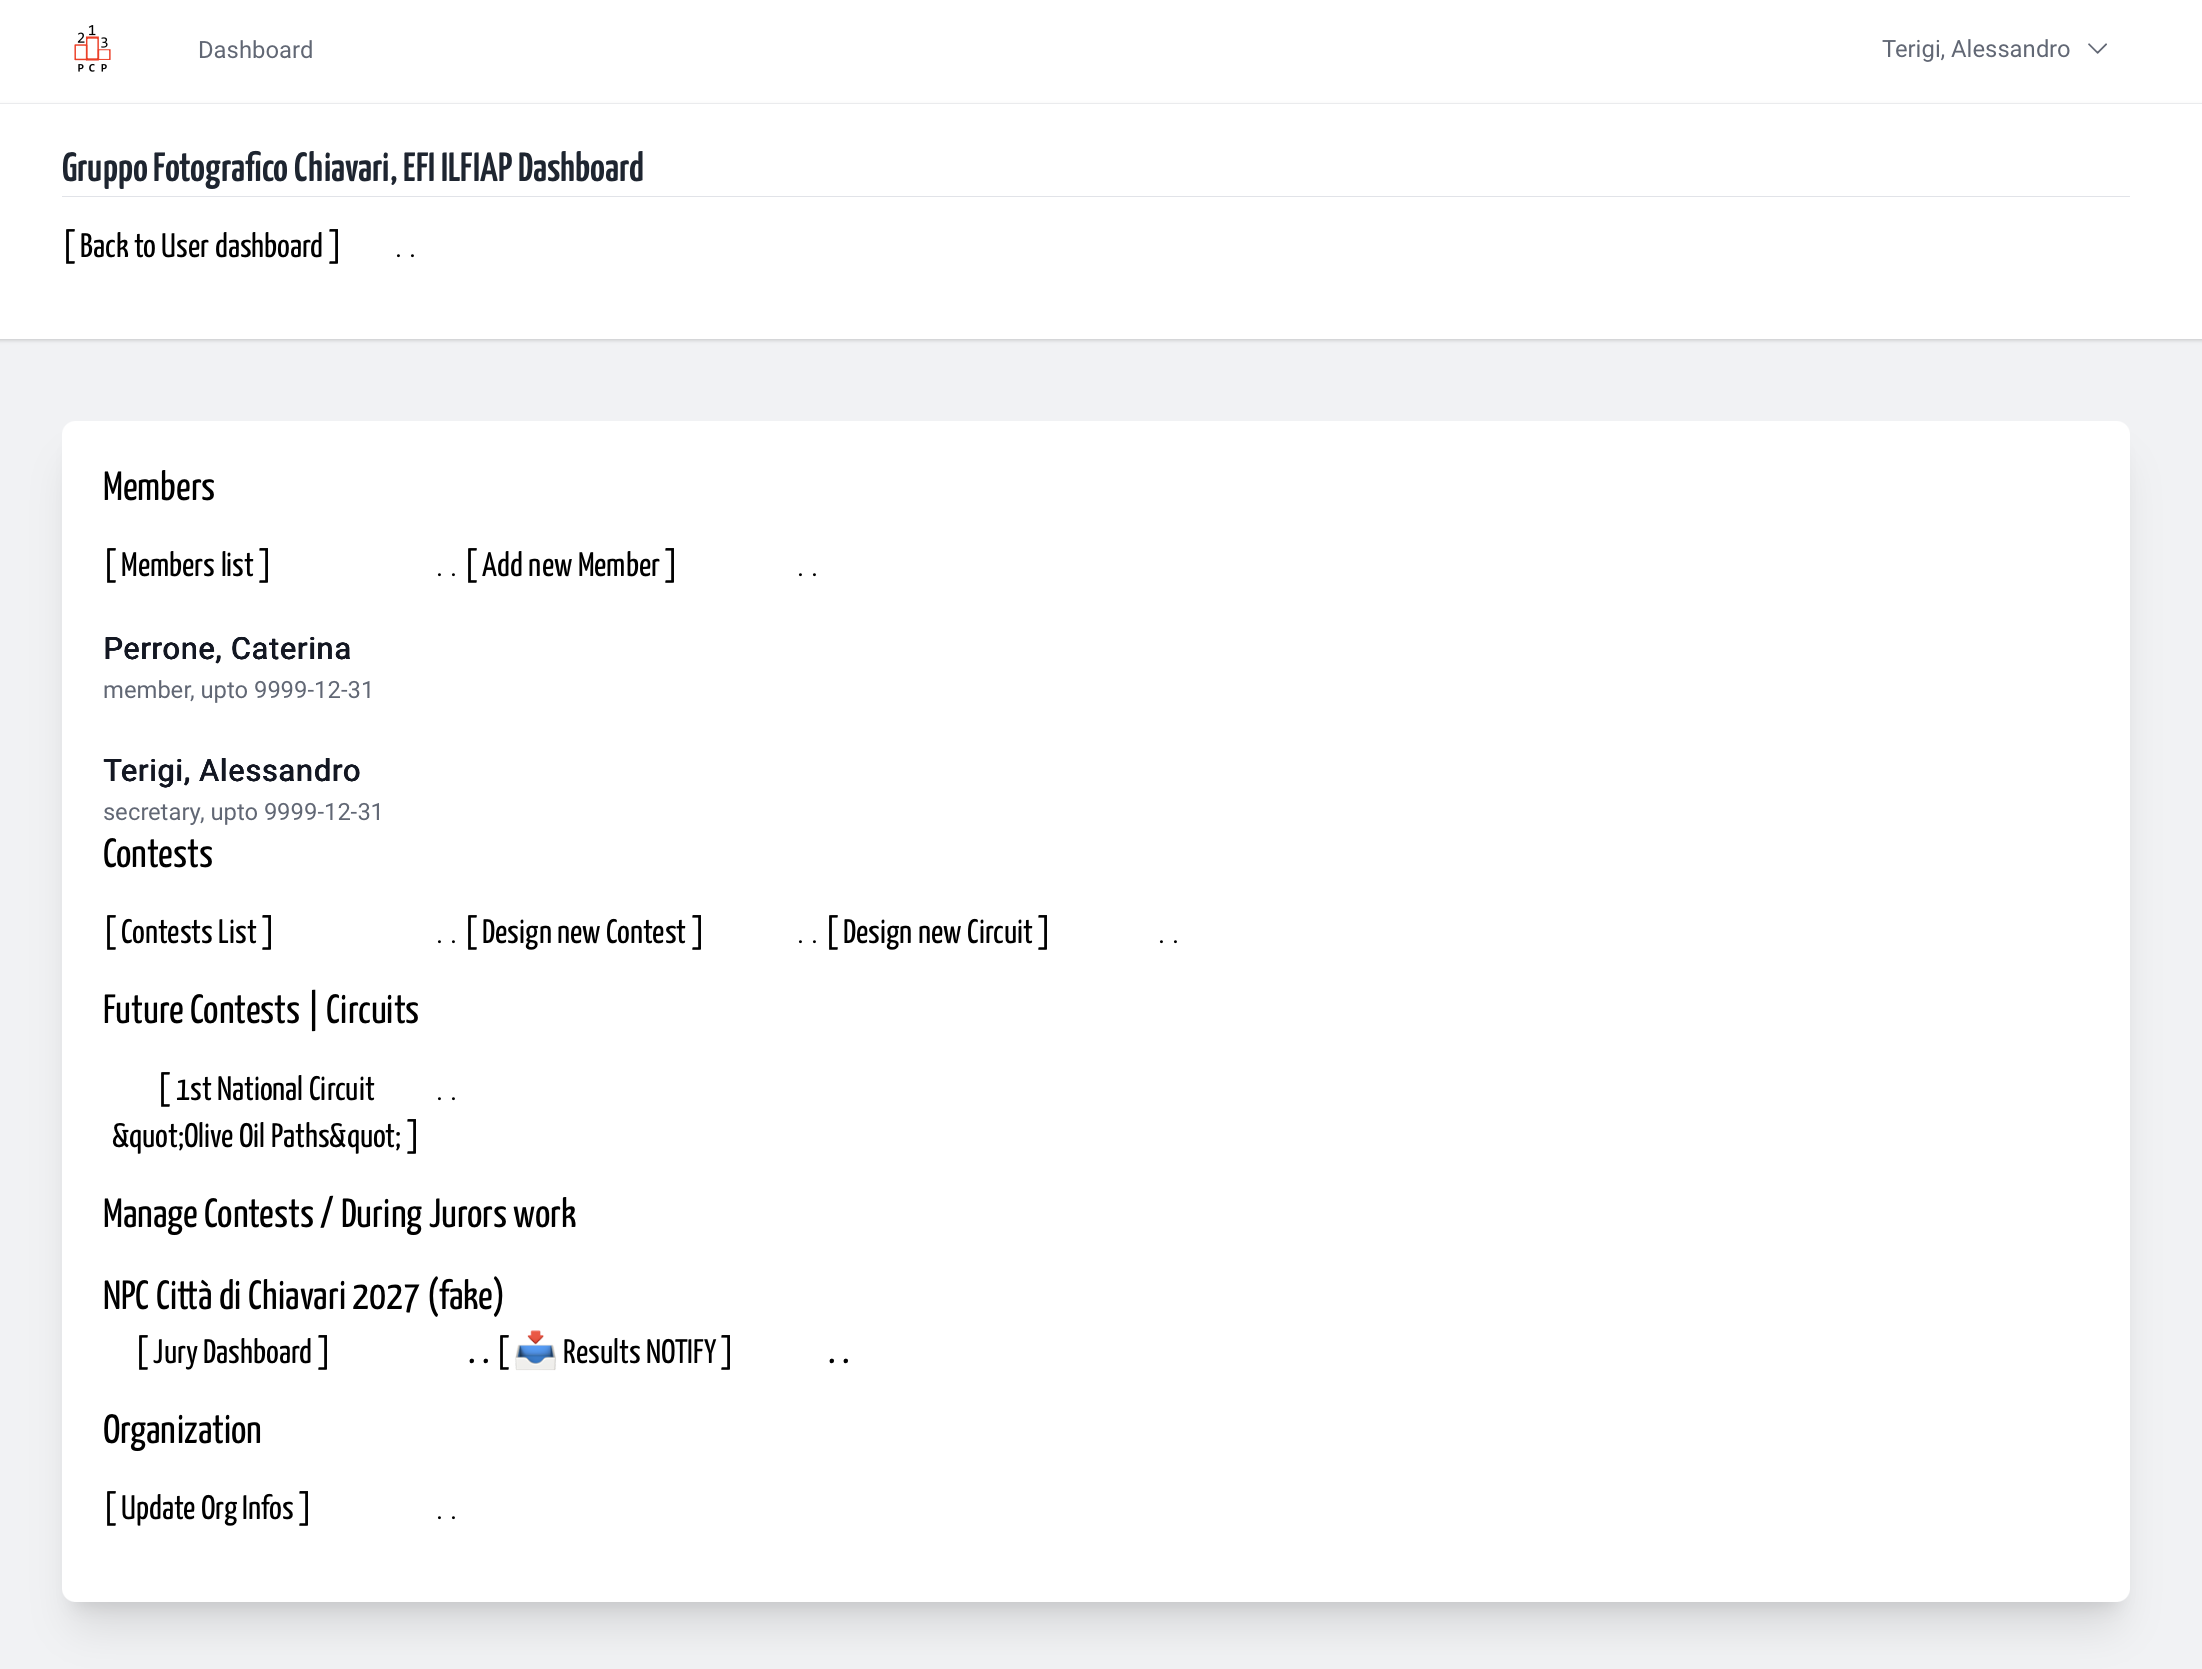 2 1 3
P C P
Dashboard
Terigi, Alessandro
Gruppo Fotografico Chiavari, EFI ILFIAP Dashboard
[ Back to User dashboard ] . .
Members
[ Members list ] . . [ Add new Member ] . .
Perrone, Caterina
member, upto 9999-12-31
Terigi, Alessandro
secretary, upto 9999-12-31
Contests
[ Contests List ] . . [ Design new Contest ] . . [ Design new Circuit ] . .
Future Contests | Circuits
[ 1st National Circuit . .
&quot;Olive Oil Paths&quot; ]
Manage Contests / During Jurors work
NPC Città di Chiavari 2027 (fake)
[ Jury Dashboard ] . . [ 📥 Results NOTIFY ] . .
Organization
[ Update Org Infos ] . .